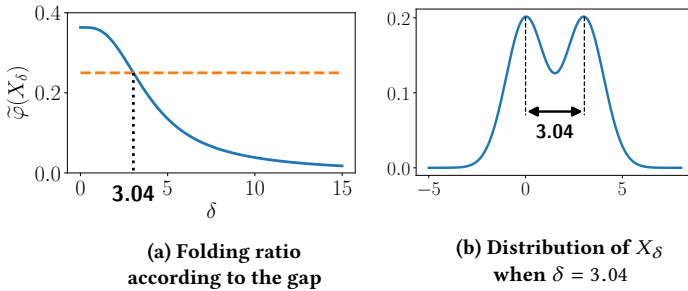 0.4
0.2
0.0
φ̃(X_δ)
0
3.04
5
10
15
δ
(a) Folding ratio
according to the gap
0.2
0.1
0.0
3.04
−5
0
5
(b) Distribution of X_δ
when δ = 3.04